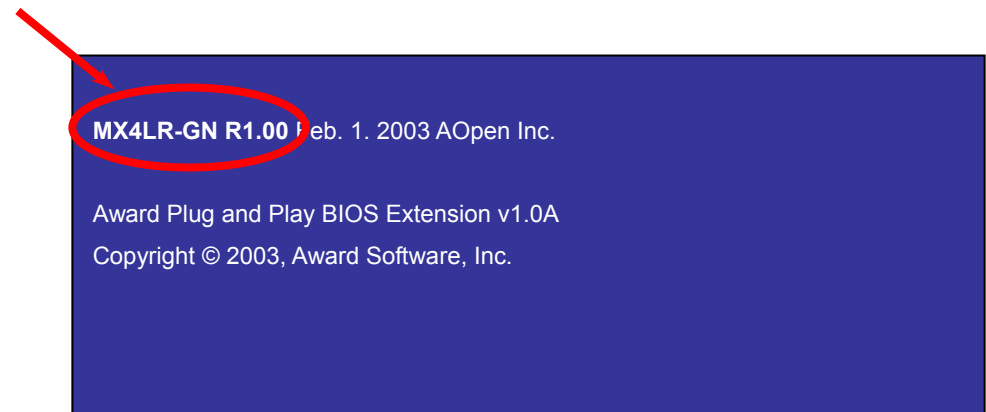 MX4LR-GN R1.00 Feb. 1. 2003 AOpen Inc.
Award Plug and Play BIOS Extension v1.0A
Copyright © 2003, Award Software, Inc.